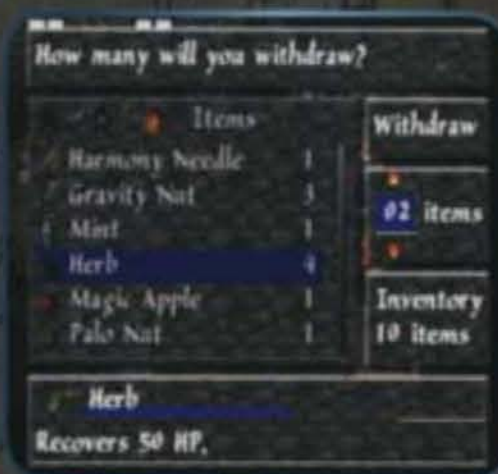 How many will you withdraw?
Items
Harmony Needle 1
Gravity Nut 3
Mint 1
Herb 4
Magic Apple 1
Palo Nut 1
Withdraw
02 items
Inventory
10 items
Herb
Recovers 50 HP.